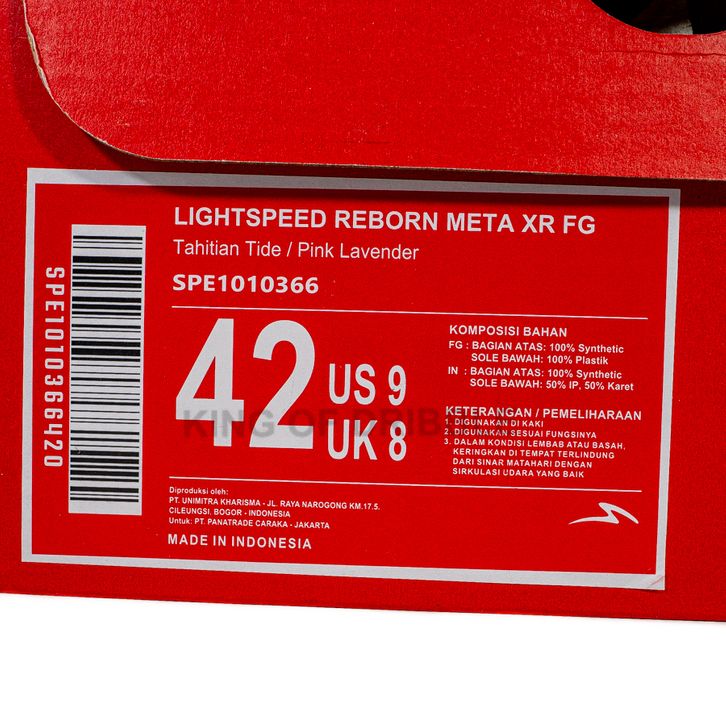 LIGHTSPEED REBORN META XR FG
Tahitian Tide / Pink Lavender
SPE1010366
SPE1010366420
42
US 9
UK 8
KOMPOSISI BAHAN
FG : BAGIAN ATAS: 100% Synthetic
SOLE BAWAH: 100% Plastik
IN : BAGIAN ATAS: 100% Synthetic
SOLE BAWAH: 50% IP, 50% Karet
KETERANGAN / PEMELIHARAAN
1. DIGUNAKAN DI KAKI
2. DIGUNAKAN SESUAI FUNGSINYA
3. DALAM KONDISI LEMBAB ATAU BASAH,
KERINGKAN DI TEMPAT TERLINDUNG
DARI SINAR MATAHARI DENGAN
SIRKULASI UDARA YANG BAIK
KING OF
Diproduksi oleh:
PT. UNIMITRA KHARISMA - JL. RAYA NAROGONG KM.17.5.
CILEUNGSI, BOGOR - INDONESIA
Untuk: PT. PANATRADE CARAKA - JAKARTA
MADE IN INDONESIA